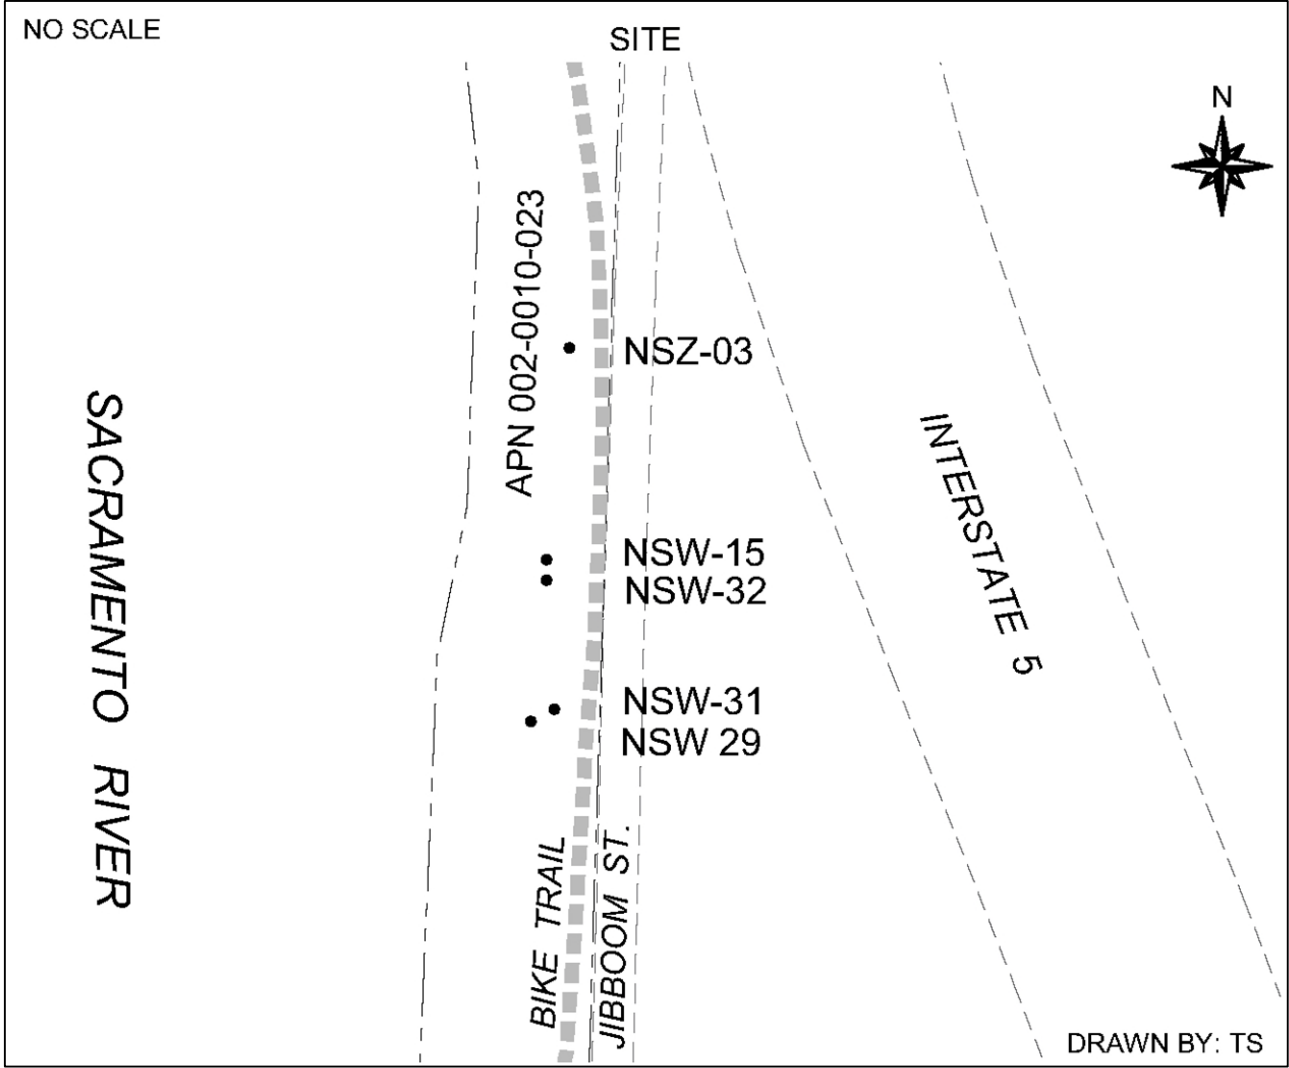 NO SCALE
SITE
N
APN 002-0010-023
NSZ-03
SACRAMENTO RIVER
INTERSTATE 5
NSW-15
NSW-32
NSW-31
NSW 29
BIKE TRAIL
JIBBOOM ST.
DRAWN BY: TS